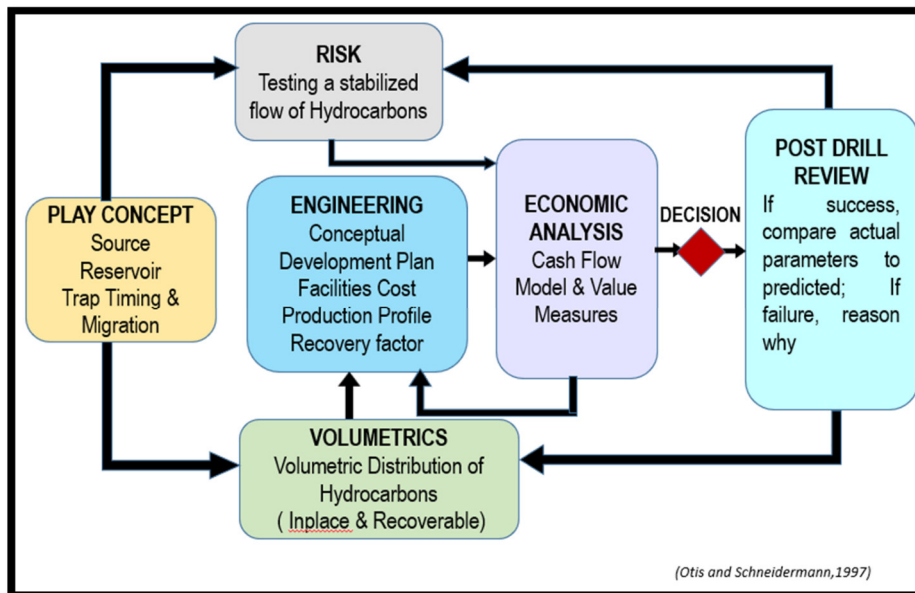 RISK
Testing a stabilized
flow of Hydrocarbons
PLAY CONCEPT
Source
Reservoir
Trap Timing &
Migration
ENGINEERING
Conceptual
Development Plan
Facilities Cost
Production Profile
Recovery factor
ECONOMIC
ANALYSIS
Cash Flow
Model & Value
Measures
DECISION
POST DRILL
REVIEW
If success,
compare actual
parameters to
predicted; If
failure, reason
why
VOLUMETRICS
Volumetric Distribution of
Hydrocarbons
( Inplace & Recoverable)
(Otis and Schneidermann,1997)